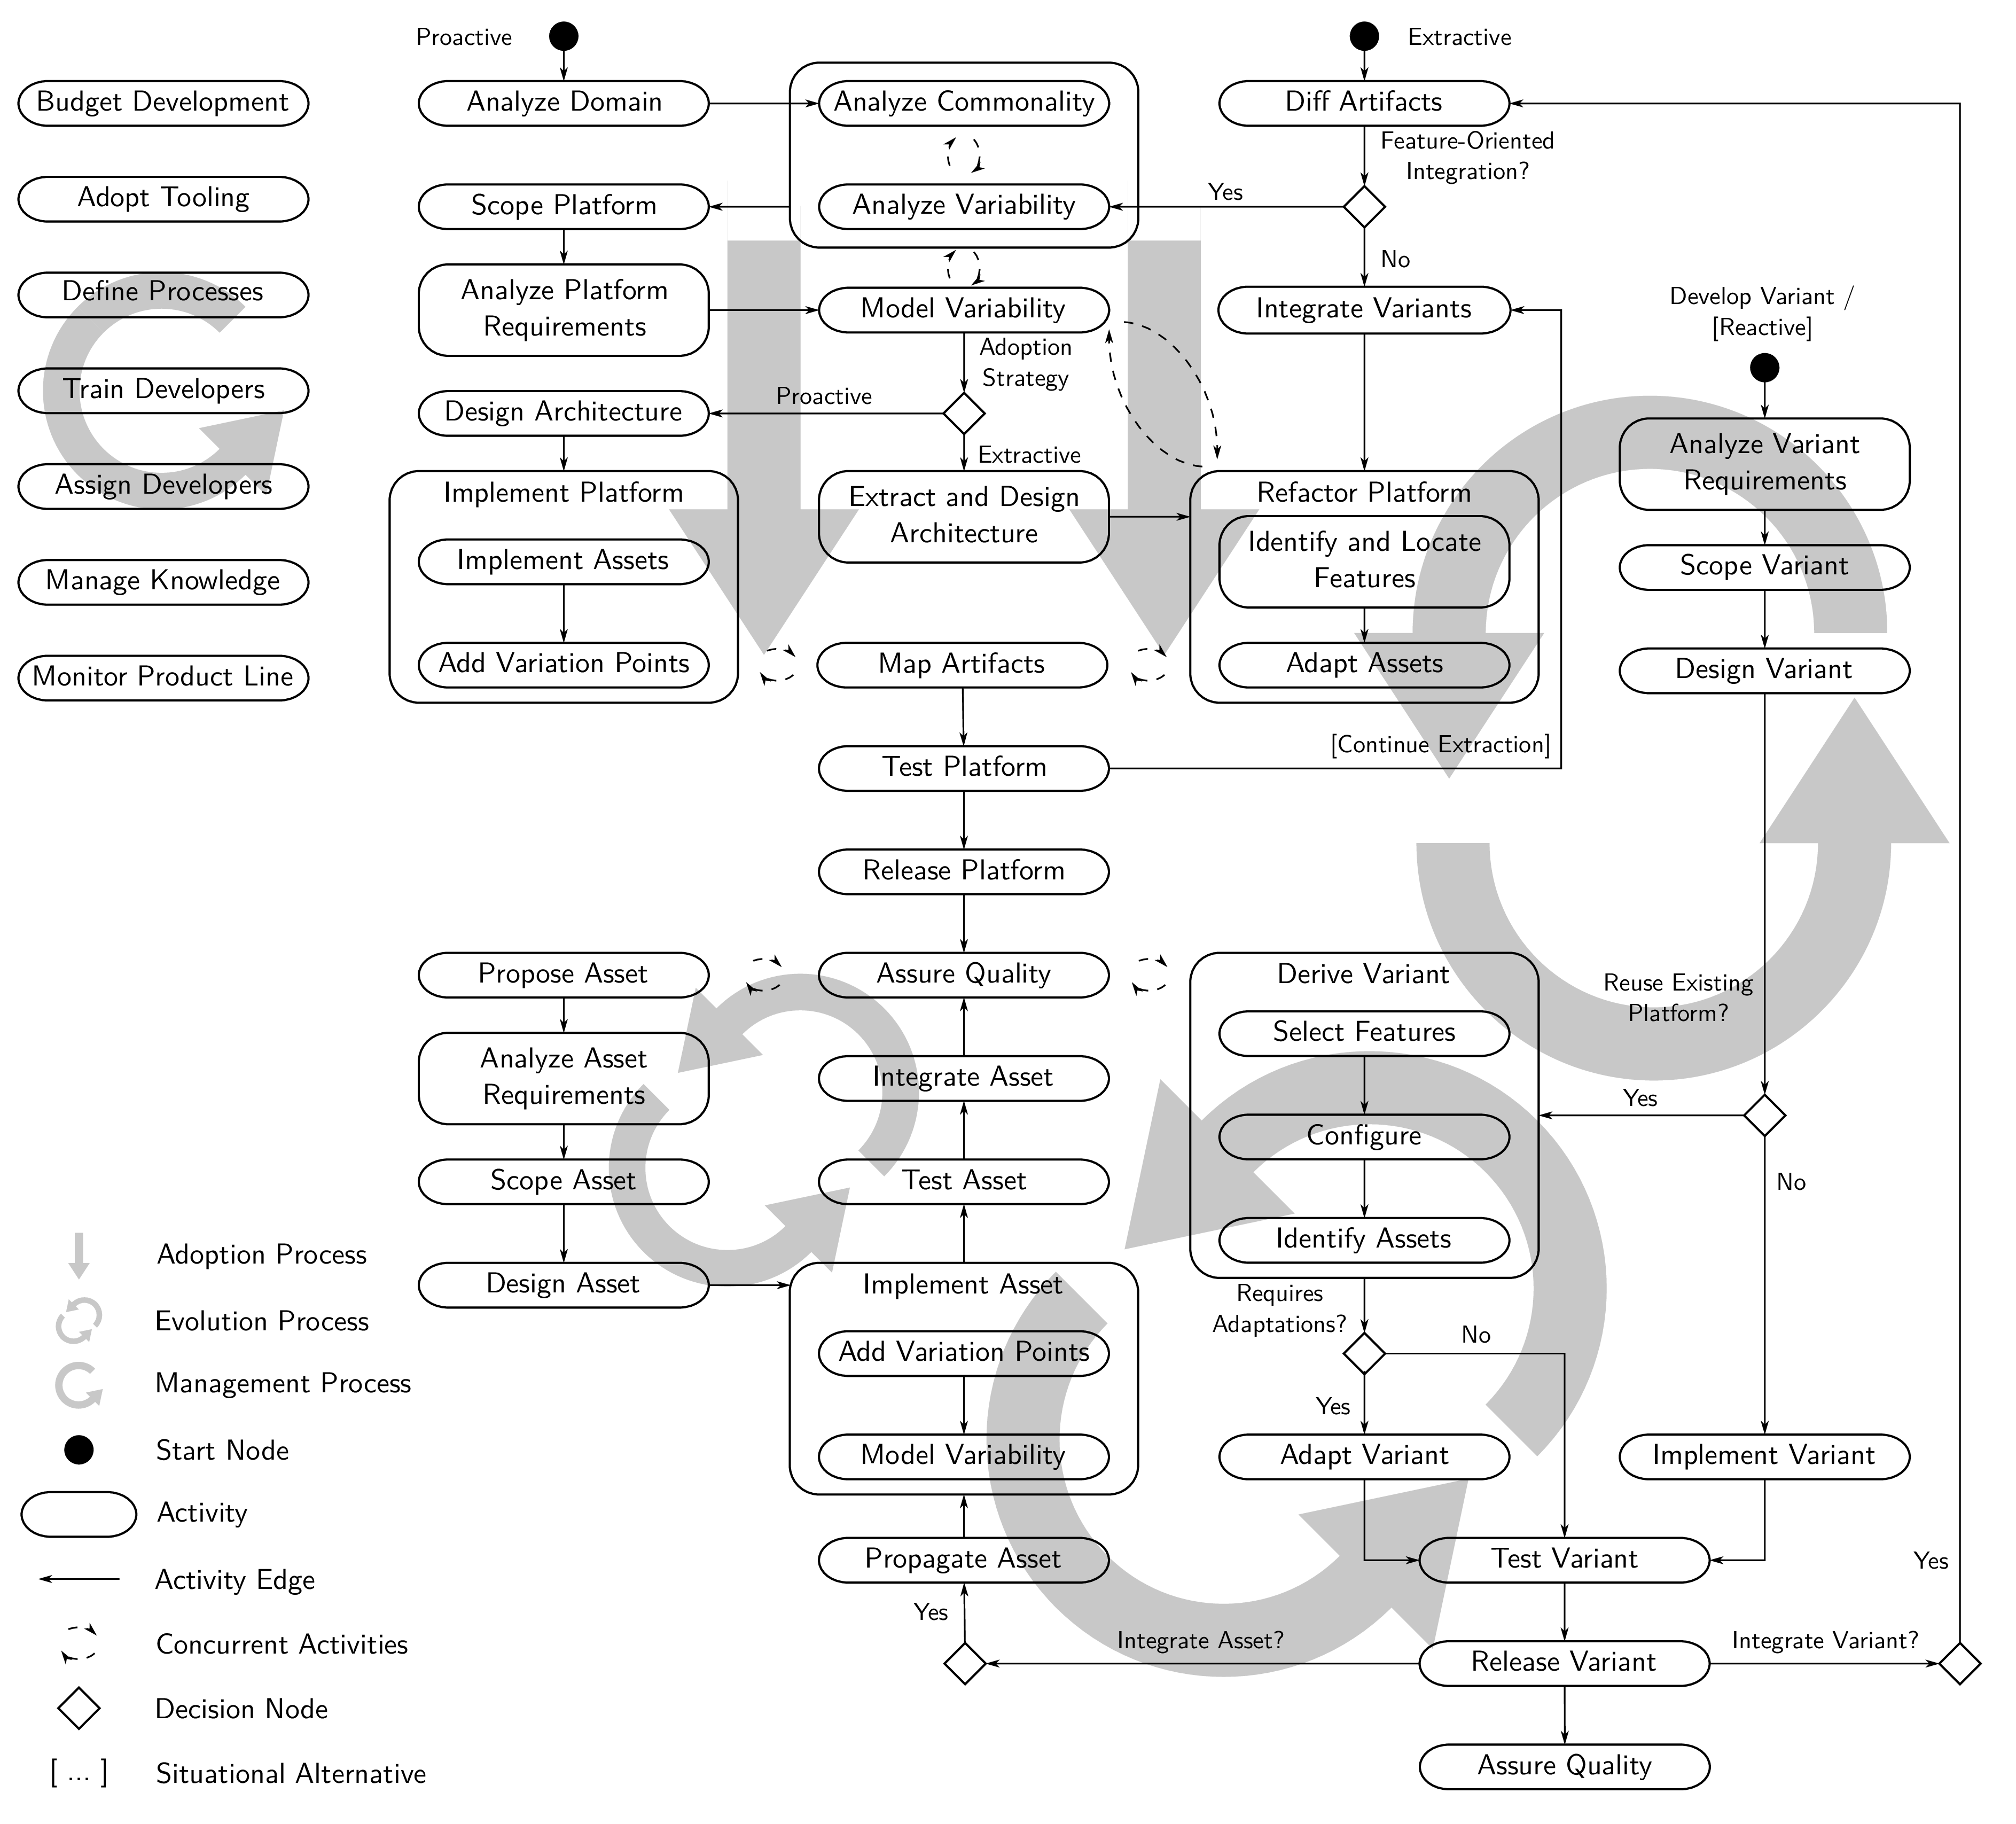 Proactive
Extractive
Budget Development
Analyze Domain
Analyze Commonality
Diff Artifacts
Feature-Oriented
Integration?
Adopt Tooling
Scope Platform
Analyze Variability
Yes
No
Define Processes
Analyze Platform
Requirements
Model Variability
Integrate Variants
Develop Variant /
[Reactive]
Adoption
Strategy
Train Developers
Design Architecture
Proactive
Extractive
Analyze Variant
Requirements
Assign Developers
Implement Platform
Extract and Design
Architecture
Refactor Platform
Identify and Locate
Features
Manage Knowledge
Implement Assets
Scope Variant
Monitor Product Line
Add Variation Points
Map Artifacts
Adapt Assets
Design Variant
[Continue Extraction]
Test Platform
Release Platform
Propose Asset
Assure Quality
Derive Variant
Reuse Existing
Platform?
Select Features
Analyze Asset
Requirements
Integrate Asset
Configure
Yes
No
Scope Asset
Test Asset
Identify Assets
Design Asset
Implement Asset
Requires
Adaptations?
No
Add Variation Points
Yes
Model Variability
Adapt Variant
Implement Variant
Propagate Asset
Test Variant
Yes
Yes
Integrate Asset?
Release Variant
Integrate Variant?
Assure Quality
Adoption Process
Evolution Process
Management Process
Start Node
Activity
Activity Edge
Concurrent Activities
Decision Node
[ ... ]
Situational Alternative